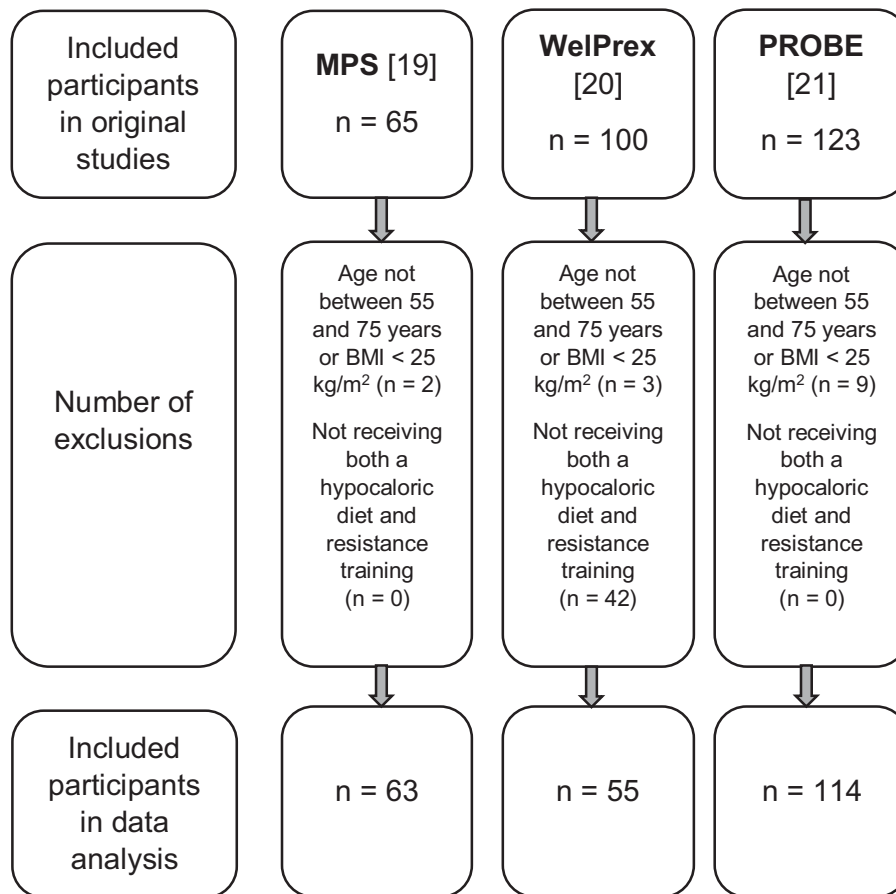 Included
participants
in original
studies
MPS [19]
n = 65
WelPrex
[20]
n = 100
PROBE
[21]
n = 123
Number of
exclusions
Age not
between 55
and 75 years
or BMI < 25
kg/m² (n = 2)
Not receiving
both a
hypocaloric
diet and
resistance
training
(n = 0)
Age not
between 55
and 75 years
or BMI < 25
kg/m² (n = 3)
Not receiving
both a
hypocaloric
diet and
resistance
training
(n = 42)
Age not
between 55
and 75 years
or BMI < 25
kg/m² (n = 9)
Not receiving
both a
hypocaloric
diet and
resistance
training
(n = 0)
Included
participants
in data
analysis
n = 63
n = 55
n = 114